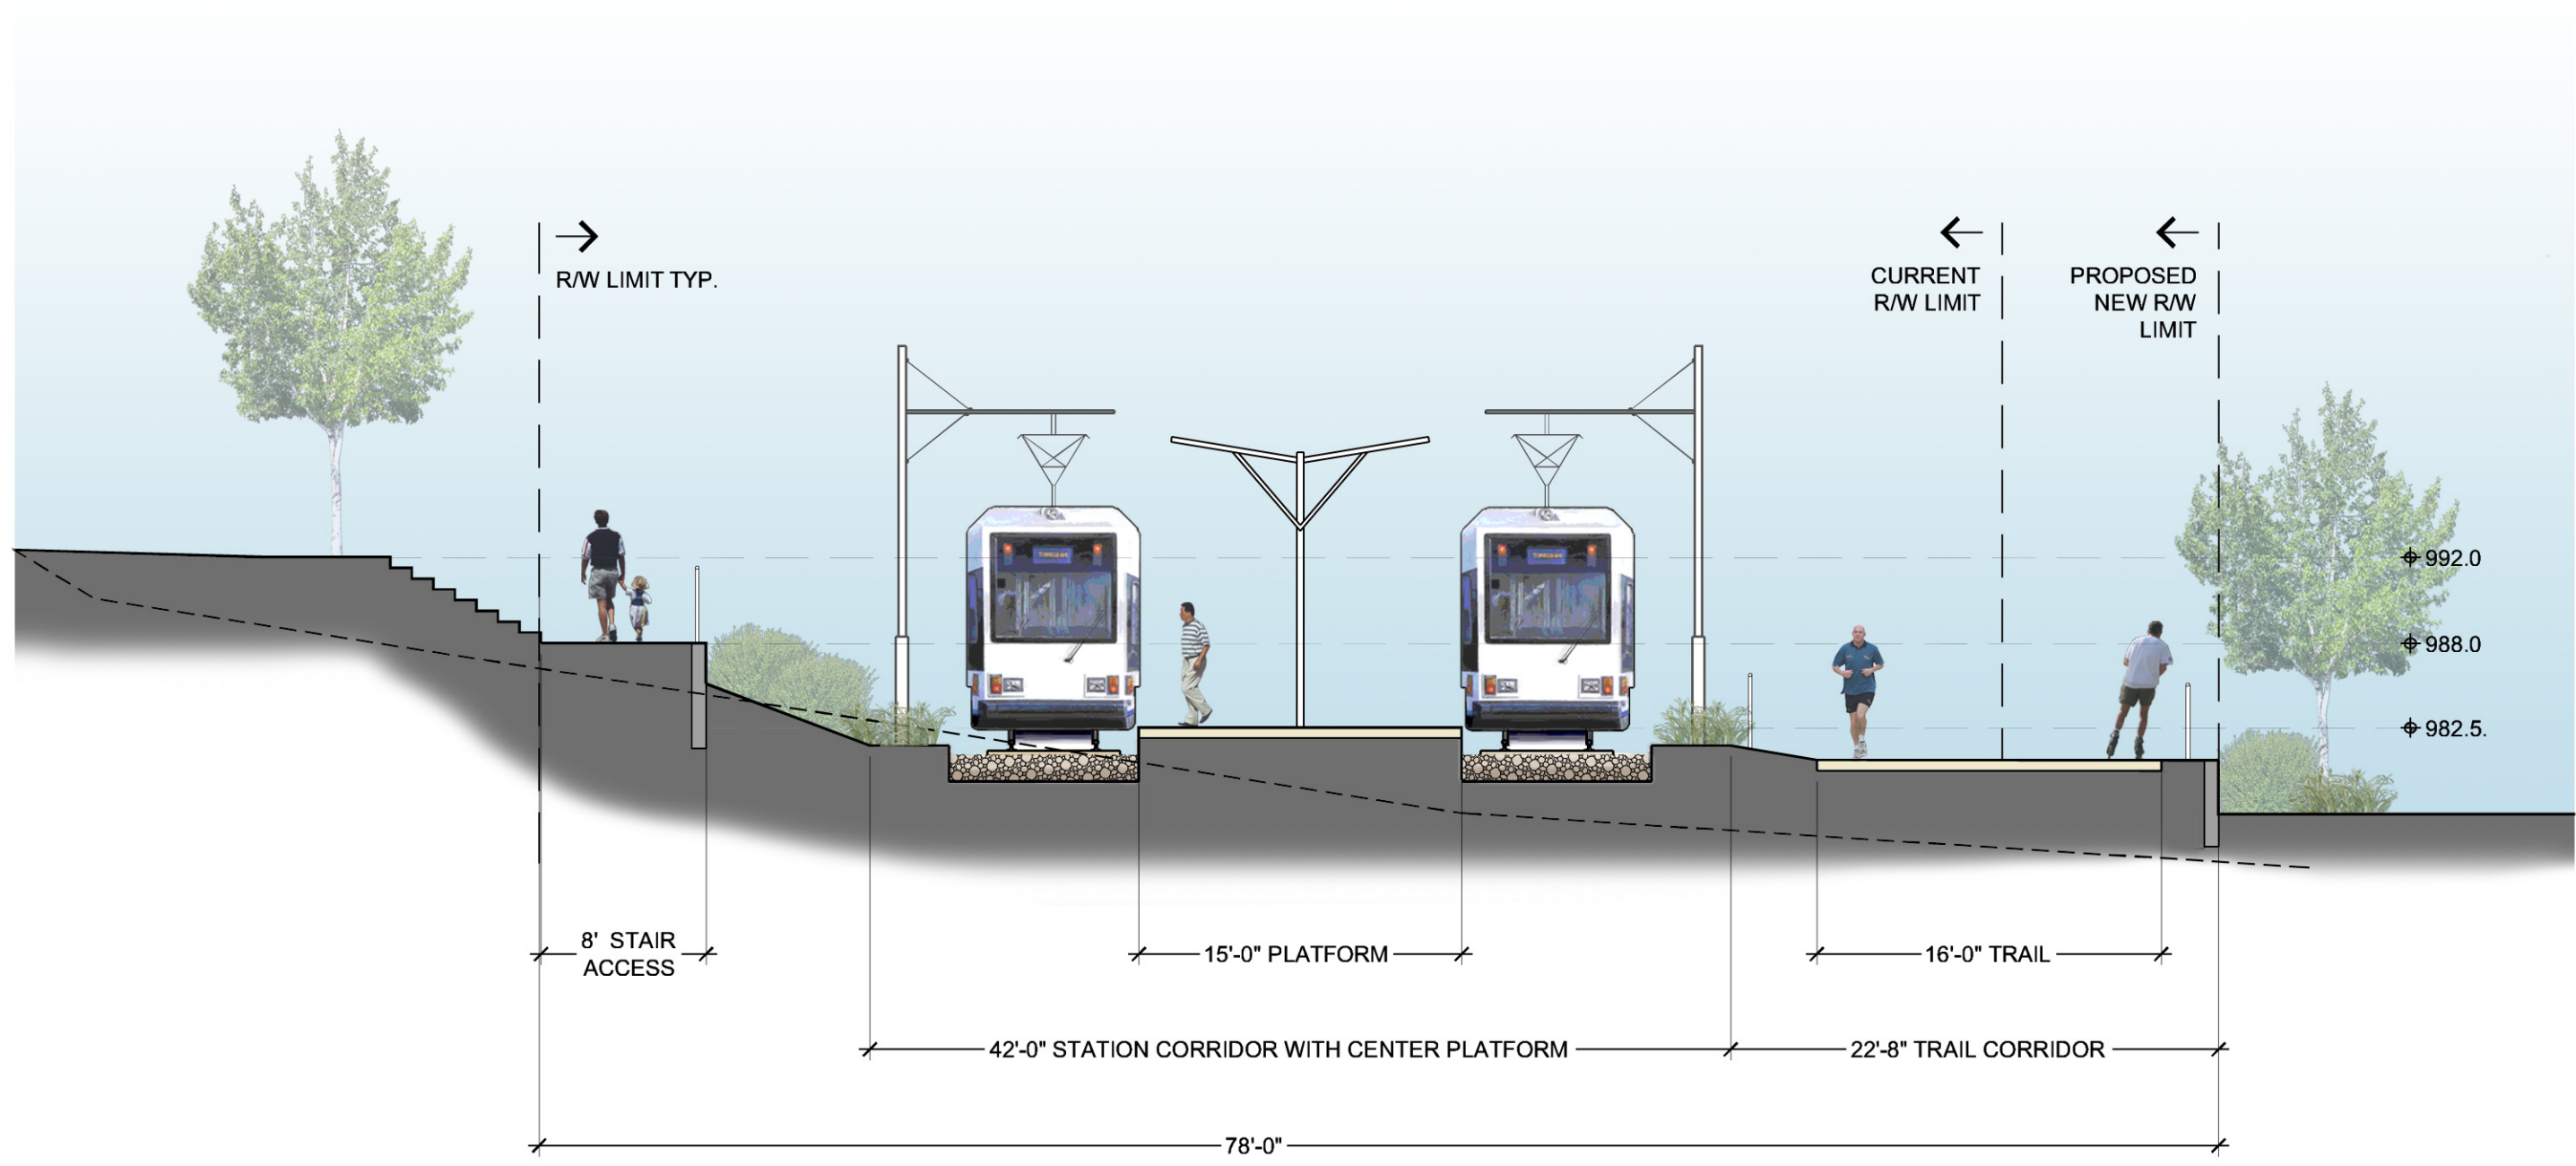 R/W LIMIT TYP.
CURRENT
R/W LIMIT
PROPOSED
NEW R/W
LIMIT
992.0
988.0
982.5.
8' STAIR
ACCESS
15'-0" PLATFORM
16'-0" TRAIL
42'-0" STATION CORRIDOR WITH CENTER PLATFORM
22'-8" TRAIL CORRIDOR
78'-0"